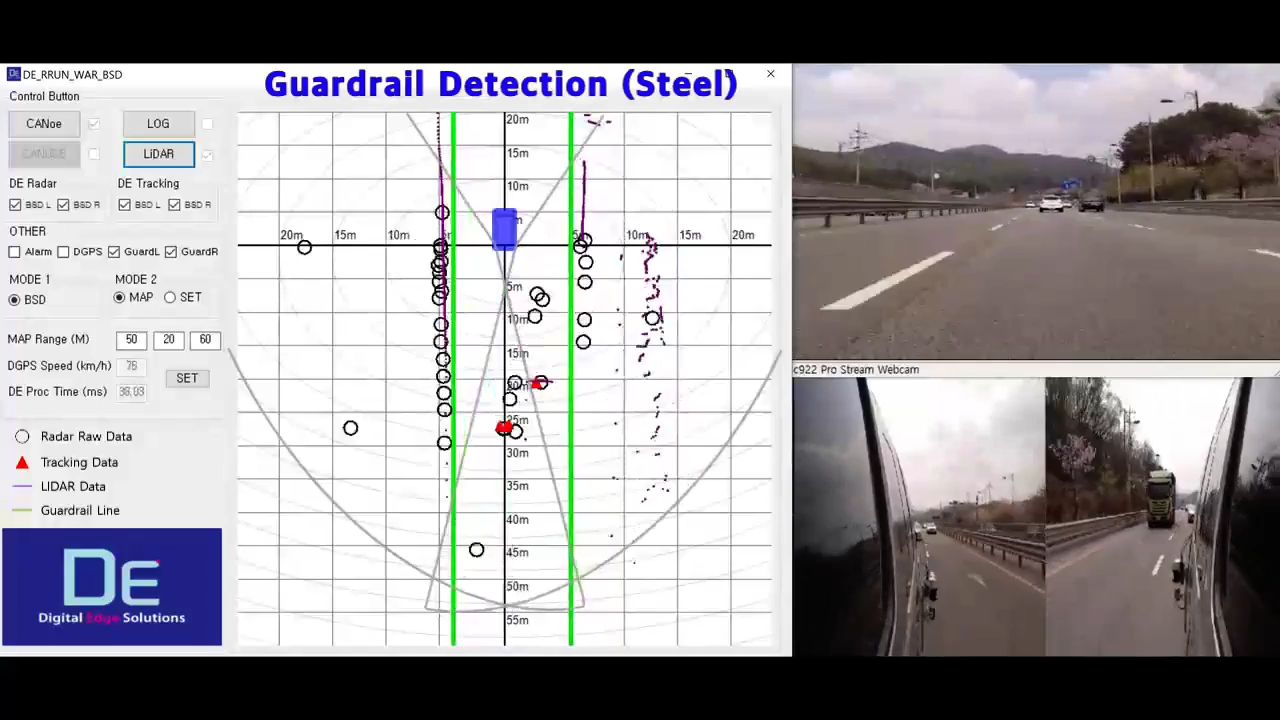 DE_RRUN_WAR_BSD
Guardrail Detection (Steel)
Control Button
CANoe
LOG
LiDAR
DE Radar
DE Tracking
BSD L
BSD R
BSD L
BSD R
OTHER
Alarm
DGPS
GuardL
GuardR
MODE 1
MODE 2
BSD
MAP
SET
MAP Range (M)
50
20
60
DGPS Speed (km/h)
SET
DE Proc Time (ms)
Radar Raw Data
Tracking Data
LIDAR Data
Guardrail Line
DE
Digital Edge Solutions
20m
15m
10m
20m
15m
10m
10m
15m
20m
5m
10m
15m
20m
25m
30m
35m
40m
45m
50m
55m
c922 Pro Stream Webcam